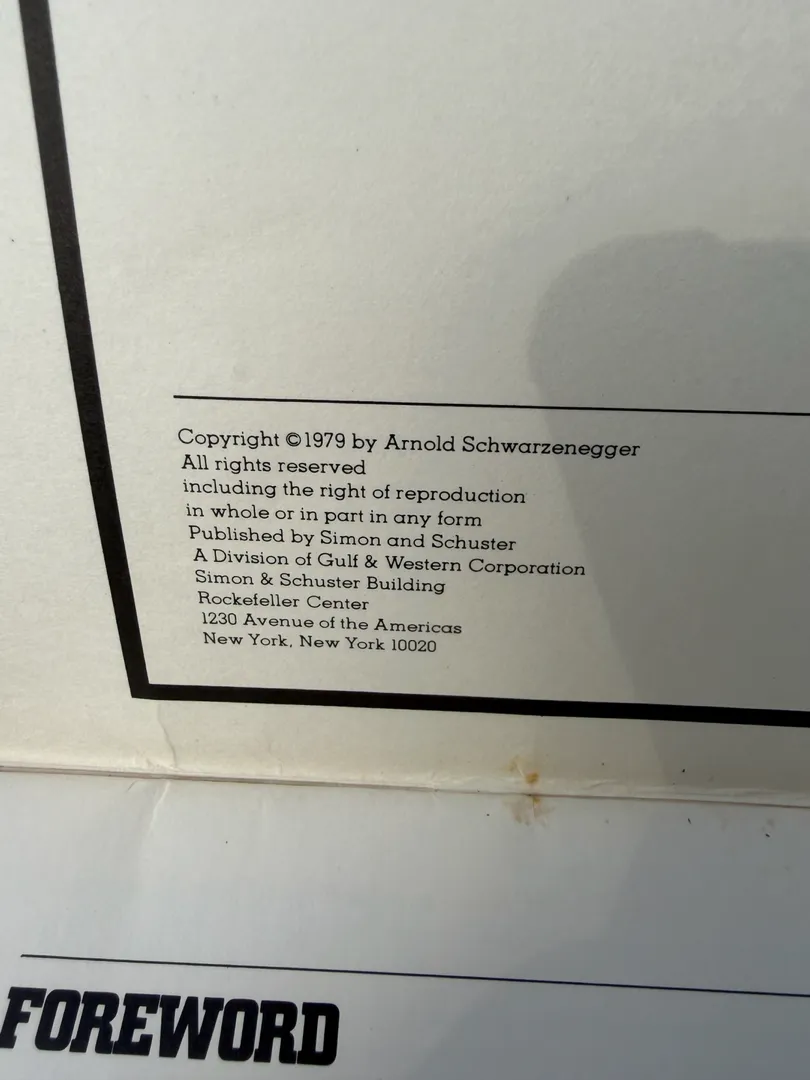 Copyright ©1979 by Arnold Schwarzenegger
All rights reserved
including the right of reproduction
in whole or in part in any form
Published by Simon and Schuster
A Division of Gulf & Western Corporation
Simon & Schuster Building
Rockefeller Center
1230 Avenue of the Americas
New York, New York 10020
FOREWORD